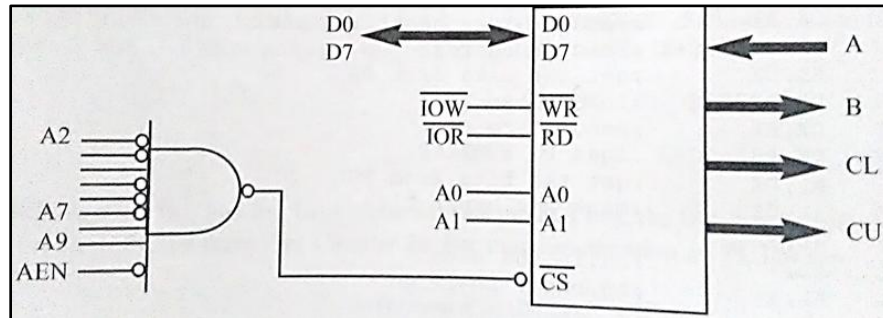 D0 D0
D7 D7
A
IOW WR
B
IOR RD
A2
CL
A0 A0
A7
A1 A1
CU
A9
AEN
CS